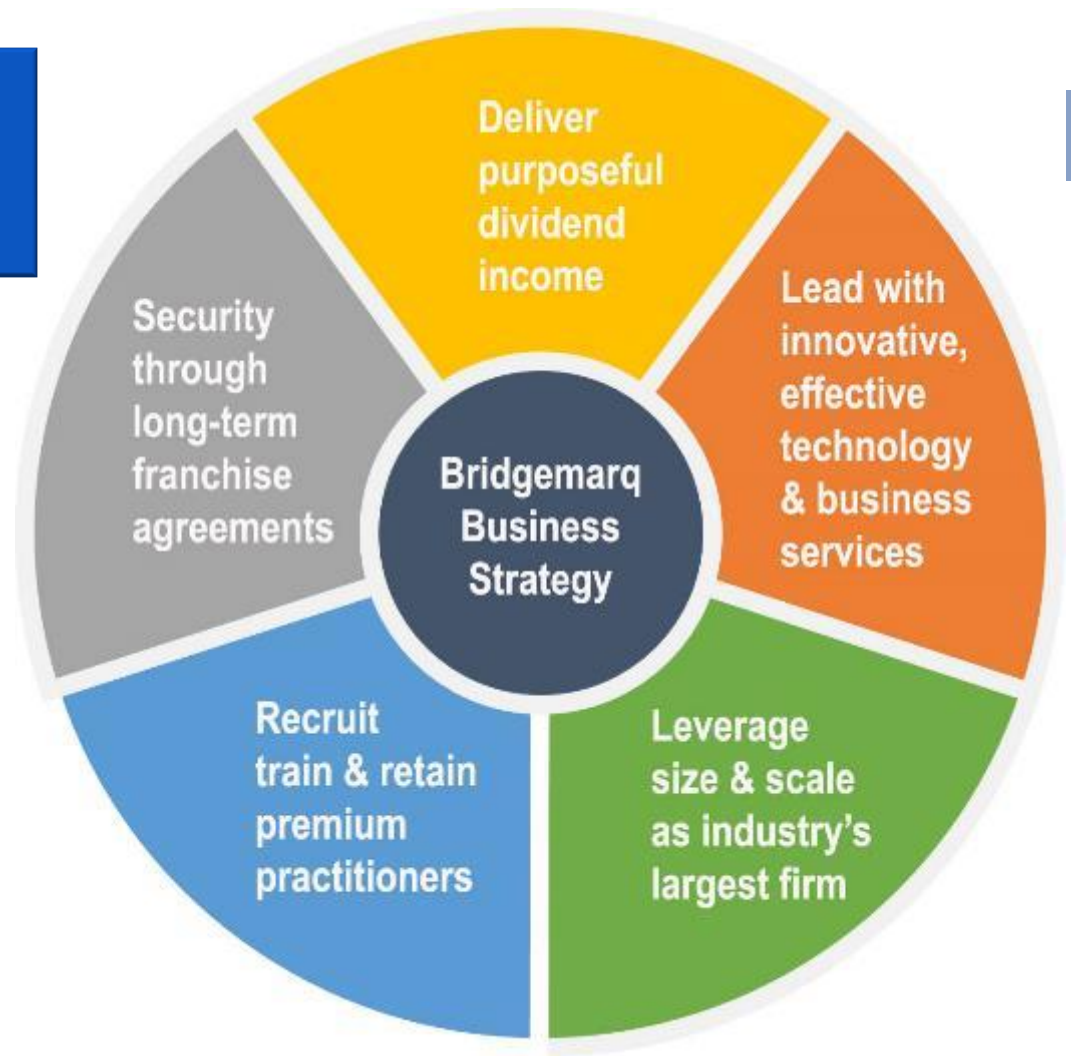 Deliver
purposeful
dividend
income
Lead with
innovative,
effective
technology
& business
services
Leverage
size & scale
as industry’s
largest firm
Recruit
train & retain
premium
practitioners
Security
through
long-term
franchise
agreements
Bridgemarq
Business
Strategy